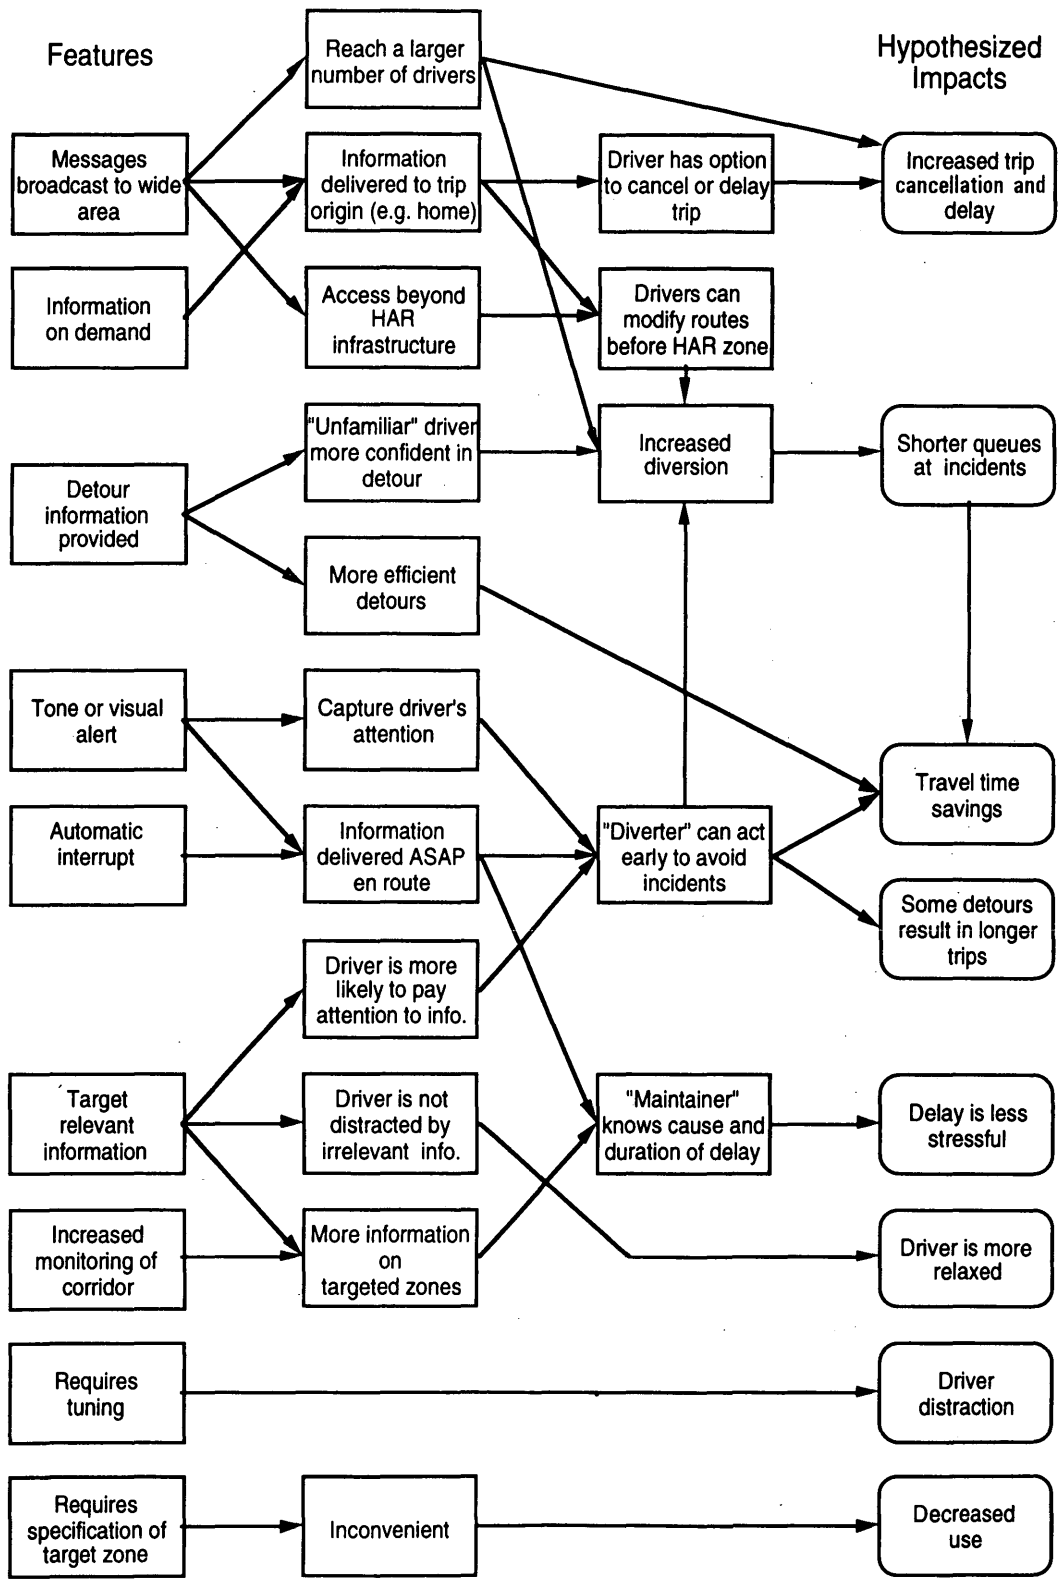 Features
Hypothesized
Impacts
Reach a larger
number of drivers
Messages
broadcast to wide
area
Information
delivered to trip
origin (e.g. home)
Driver has option
to cancel or delay
trip
Increased trip
cancellation and
delay
Information
on demand
Access beyond
HAR
infrastructure
Drivers can
modify routes
before HAR zone
"Unfamiliar" driver
more confident in
detour
Increased
diversion
Shorter queues
at incidents
Detour
information
provided
More efficient
detours
Tone or visual
alert
Capture driver's
attention
Travel time
savings
Automatic
interrupt
Information
delivered ASAP
en route
"Diverter" can act
early to avoid
incidents
Some detours
result in longer
trips
Driver is more
likely to pay
attention to info.
Target
relevant
information
Driver is not
distracted by
irrelevant info.
"Maintainer"
knows cause and
duration of delay
Delay is less
stressful
Increased
monitoring of
corridor
More information
on
targeted zones
Driver is more
relaxed
Requires
tuning
Driver
distraction
Requires
specification of
target zone
Inconvenient
Decreased
use